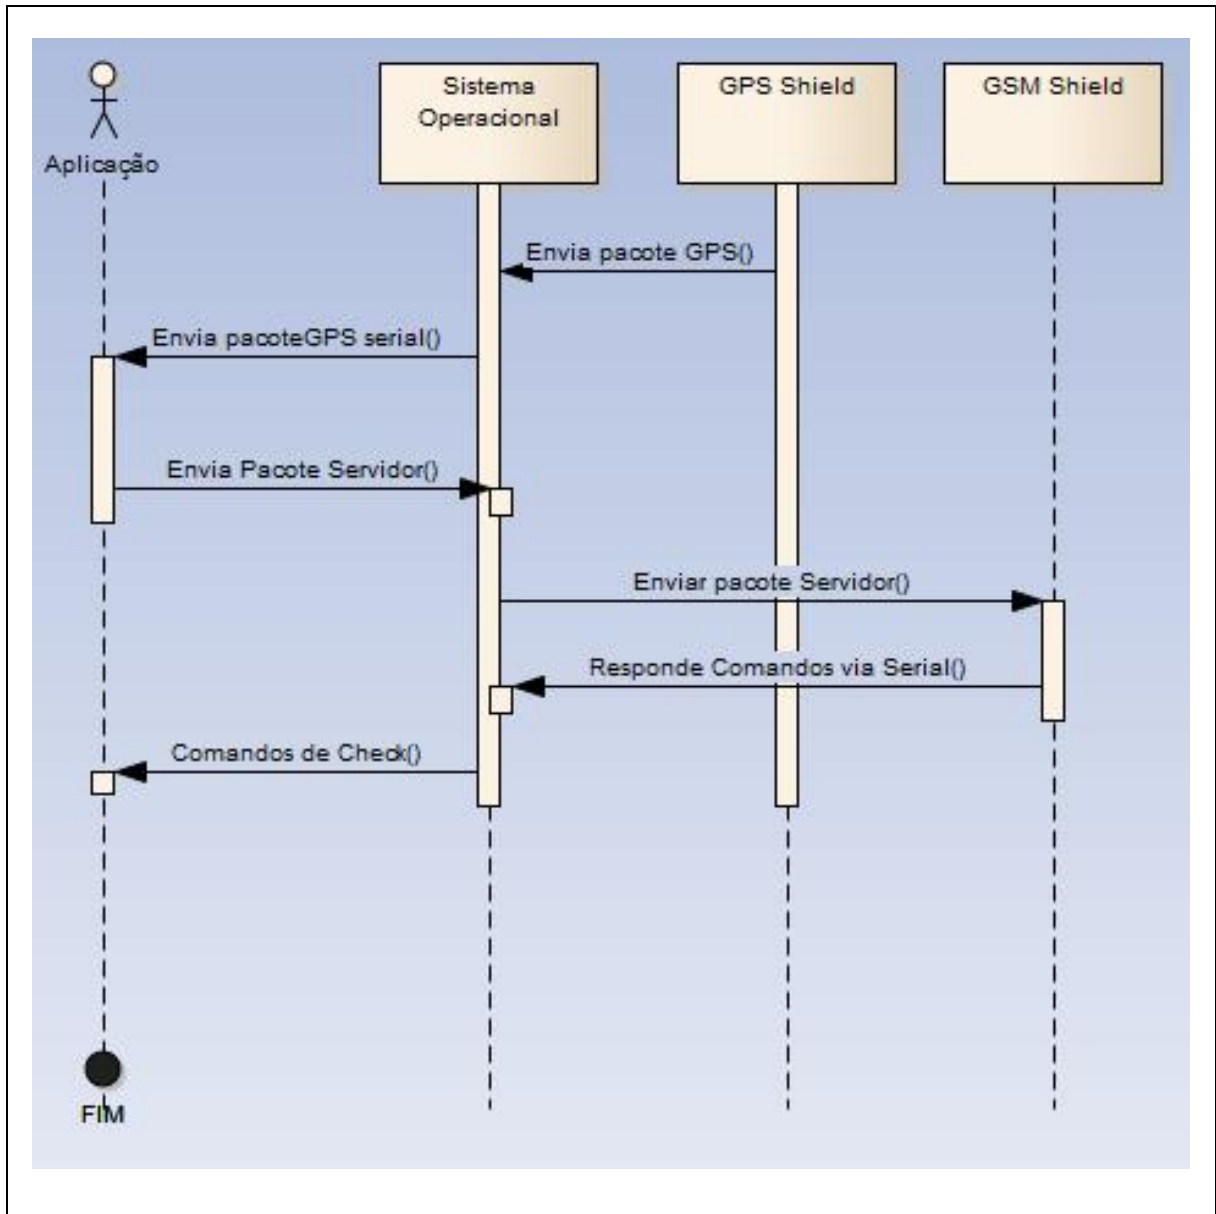 Aplicação
Sistema
Operacional
GPS Shield
GSM Shield
Envia pacote GPS()
Envia pacoteGPS serial()
Envia Pacote Servidor()
Enviar pacote Servidor()
Responde Comandos via Serial()
Comandos de Check()
FIM